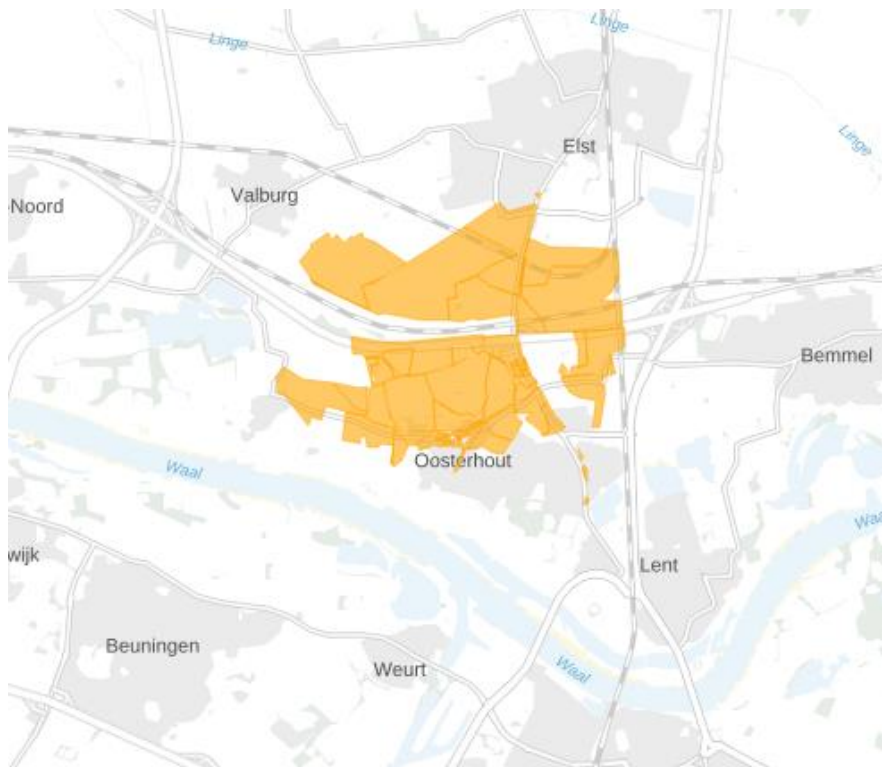 Linge
Linge
Elst
Linge
Valburg
-Noord
Bemmel
Oosterhout
Waal
Waa
wijk
Lent
Beuningen
Weurt
Waal